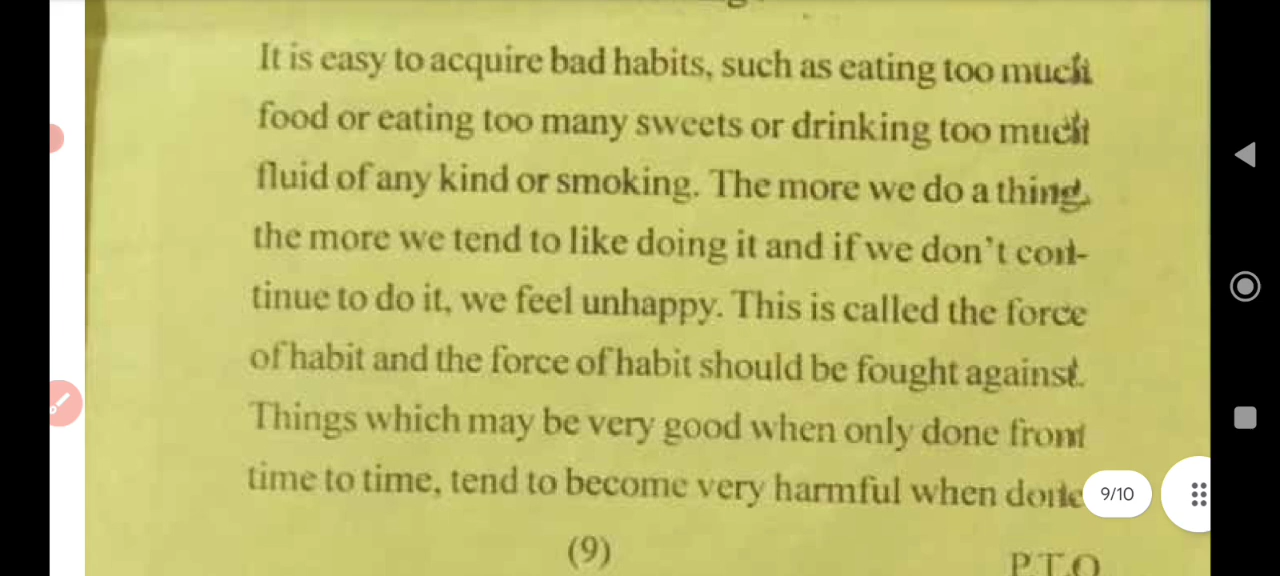 It is easy to acquire bad habits, such as eating too much
food or eating too many sweets or drinking too much
fluid of any kind or smoking. The more we do a thing,
the more we tend to like doing it and if we don't con-
tinue to do it, we feel unhappy. This is called the force
of habit and the force of habit should be fought against.
Things which may be very good when only done from
time to time, tend to become very harmful when done
9/10
(9)
P.T.O